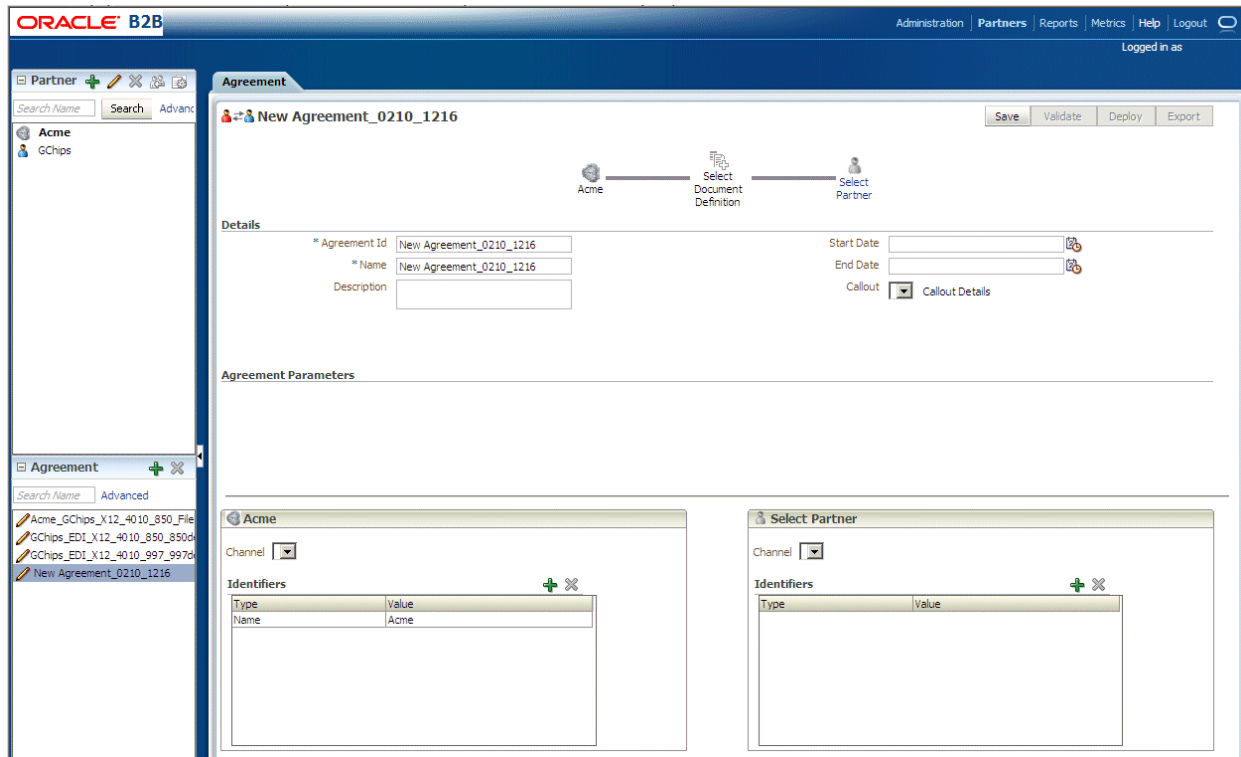 ORACLE B2B
Administration Partners Reports Metrics Help Logout
Logged in as
Partner
Search Name Search Advanc
Acme
GChips
Agreement
New Agreement_0210_1216
Save Validate Deploy Export
Acme
Select Document Definition
Select Partner
Details
* Agreement Id New Agreement_0210_1216
* Name New Agreement_0210_1216
Description
Start Date
End Date
Callout Callout Details
Agreement Parameters
Agreement
Search Name Advanced
Acme_GChips_X12_4010_850_File
GChips_EDI_X12_4010_850_850d
GChips_EDI_X12_4010_997_997d
New Agreement_0210_1216
Acme
Channel
Identifiers
Type Value
Name Acme
Select Partner
Channel
Identifiers
Type Value